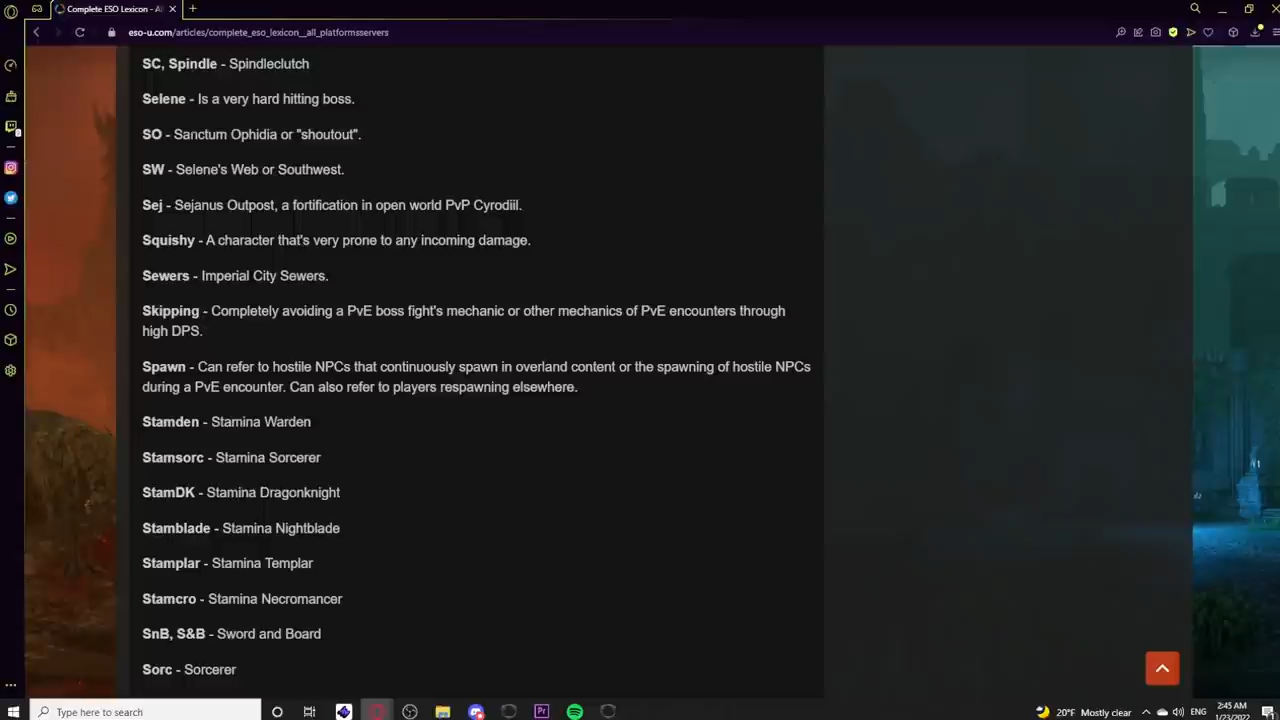 Complete ESO Lexicon - Al
eso-u.com/articles/complete_eso_lexicon__all_platformsservers
SC, Spindle - Spindleclutch
Selene - Is a very hard hitting boss.
SO - Sanctum Ophidia or "shoutout".
SW - Selene's Web or Southwest.
Sej - Sejanus Outpost, a fortification in open world PvP Cyrodiil.
Squishy - A character that's very prone to any incoming damage.
Sewers - Imperial City Sewers.
Skipping - Completely avoiding a PvE boss fight's mechanic or other mechanics of PvE encounters through
high DPS.
Spawn - Can refer to hostile NPCs that continuously spawn in overland content or the spawning of hostile NPCs
during a PvE encounter. Can also refer to players respawning elsewhere.
Stamden - Stamina Warden
Stamsorc - Stamina Sorcerer
StamDK - Stamina Dragonknight
Stamblade - Stamina Nightblade
Stamplar - Stamina Templar
Stamcro - Stamina Necromancer
SnB, S&B - Sword and Board
Sorc - Sorcerer
Type here to search
Pr
20°F Mostly clear
ENG
2:45 AM
1/23/2022